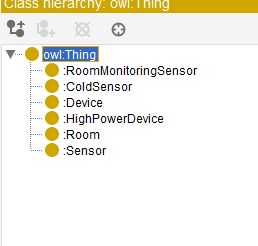 Class hierarchy: owl:Thing
owl:Thing
:RoomMonitoringSensor
:ColdSensor
:Device
:HighPowerDevice
:Room
:Sensor